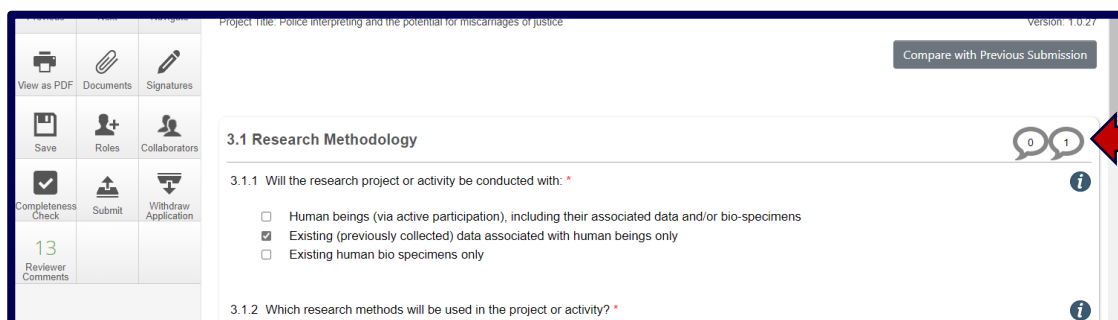 Previous Next Navigate
Project Title: Police interpreting and the potential for miscarriages of justice
Version: 1.0.27
Compare with Previous Submission
View as PDF Documents Signatures
Save Roles Collaborators
Completeness Check Submit Withdraw Application
13
Reviewer Comments
3.1 Research Methodology
0 1
3.1.1 Will the research project or activity be conducted with: *
i
Human beings (via active participation), including their associated data and/or bio-specimens
Existing (previously collected) data associated with human beings only
Existing human bio specimens only
3.1.2 Which research methods will be used in the project or activity? *
i